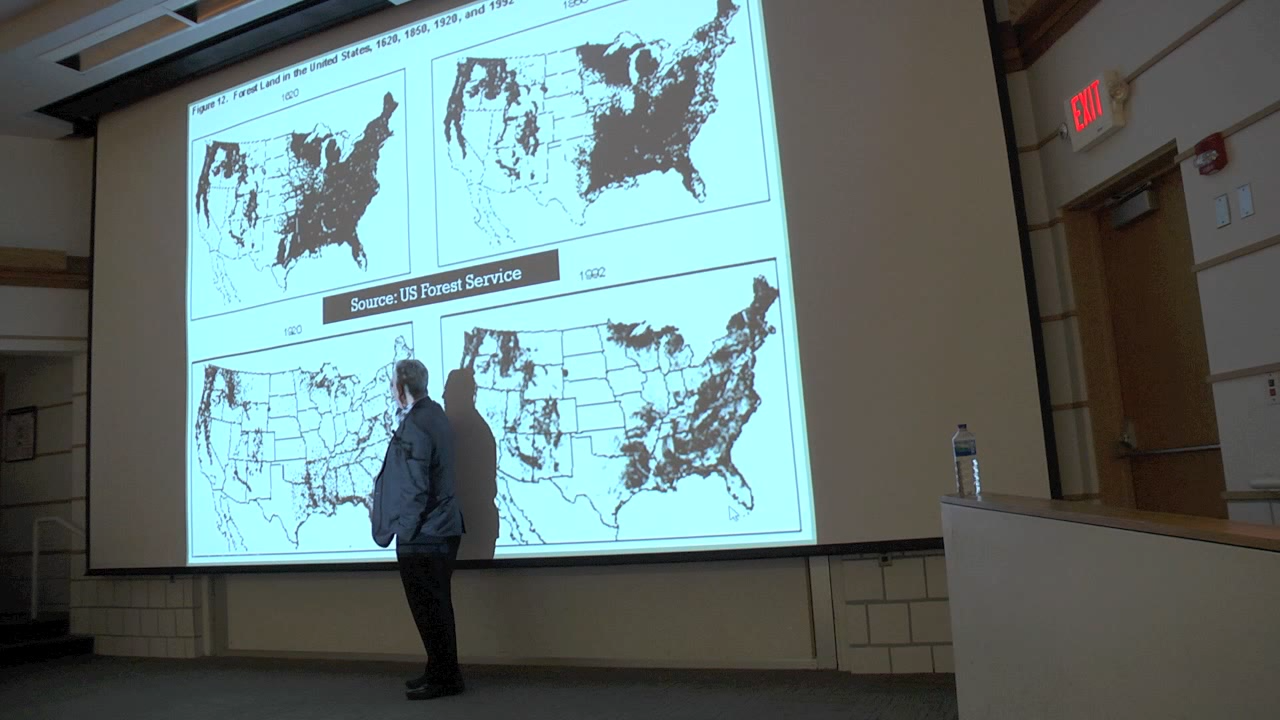 Figure 12. Forest Land in the United States, 1620, 1850, 1920, and 1992
1620
1850
Source: US Forest Service
1920
1992
EXIT